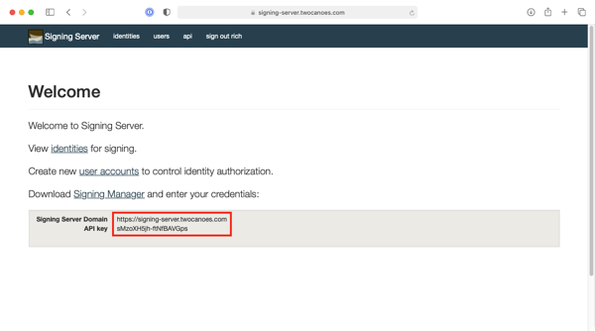 signing-server.twocanoes.com
Signing Server identities users api sign out rich
Welcome
Welcome to Signing Server.
View identities for signing.
Create new user accounts to control identity authorization.
Download Signing Manager and enter your credentials:
Signing Server Domain https://signing-server.twocanoes.com
API key sMzoXH5jh-ftNfBAVGps